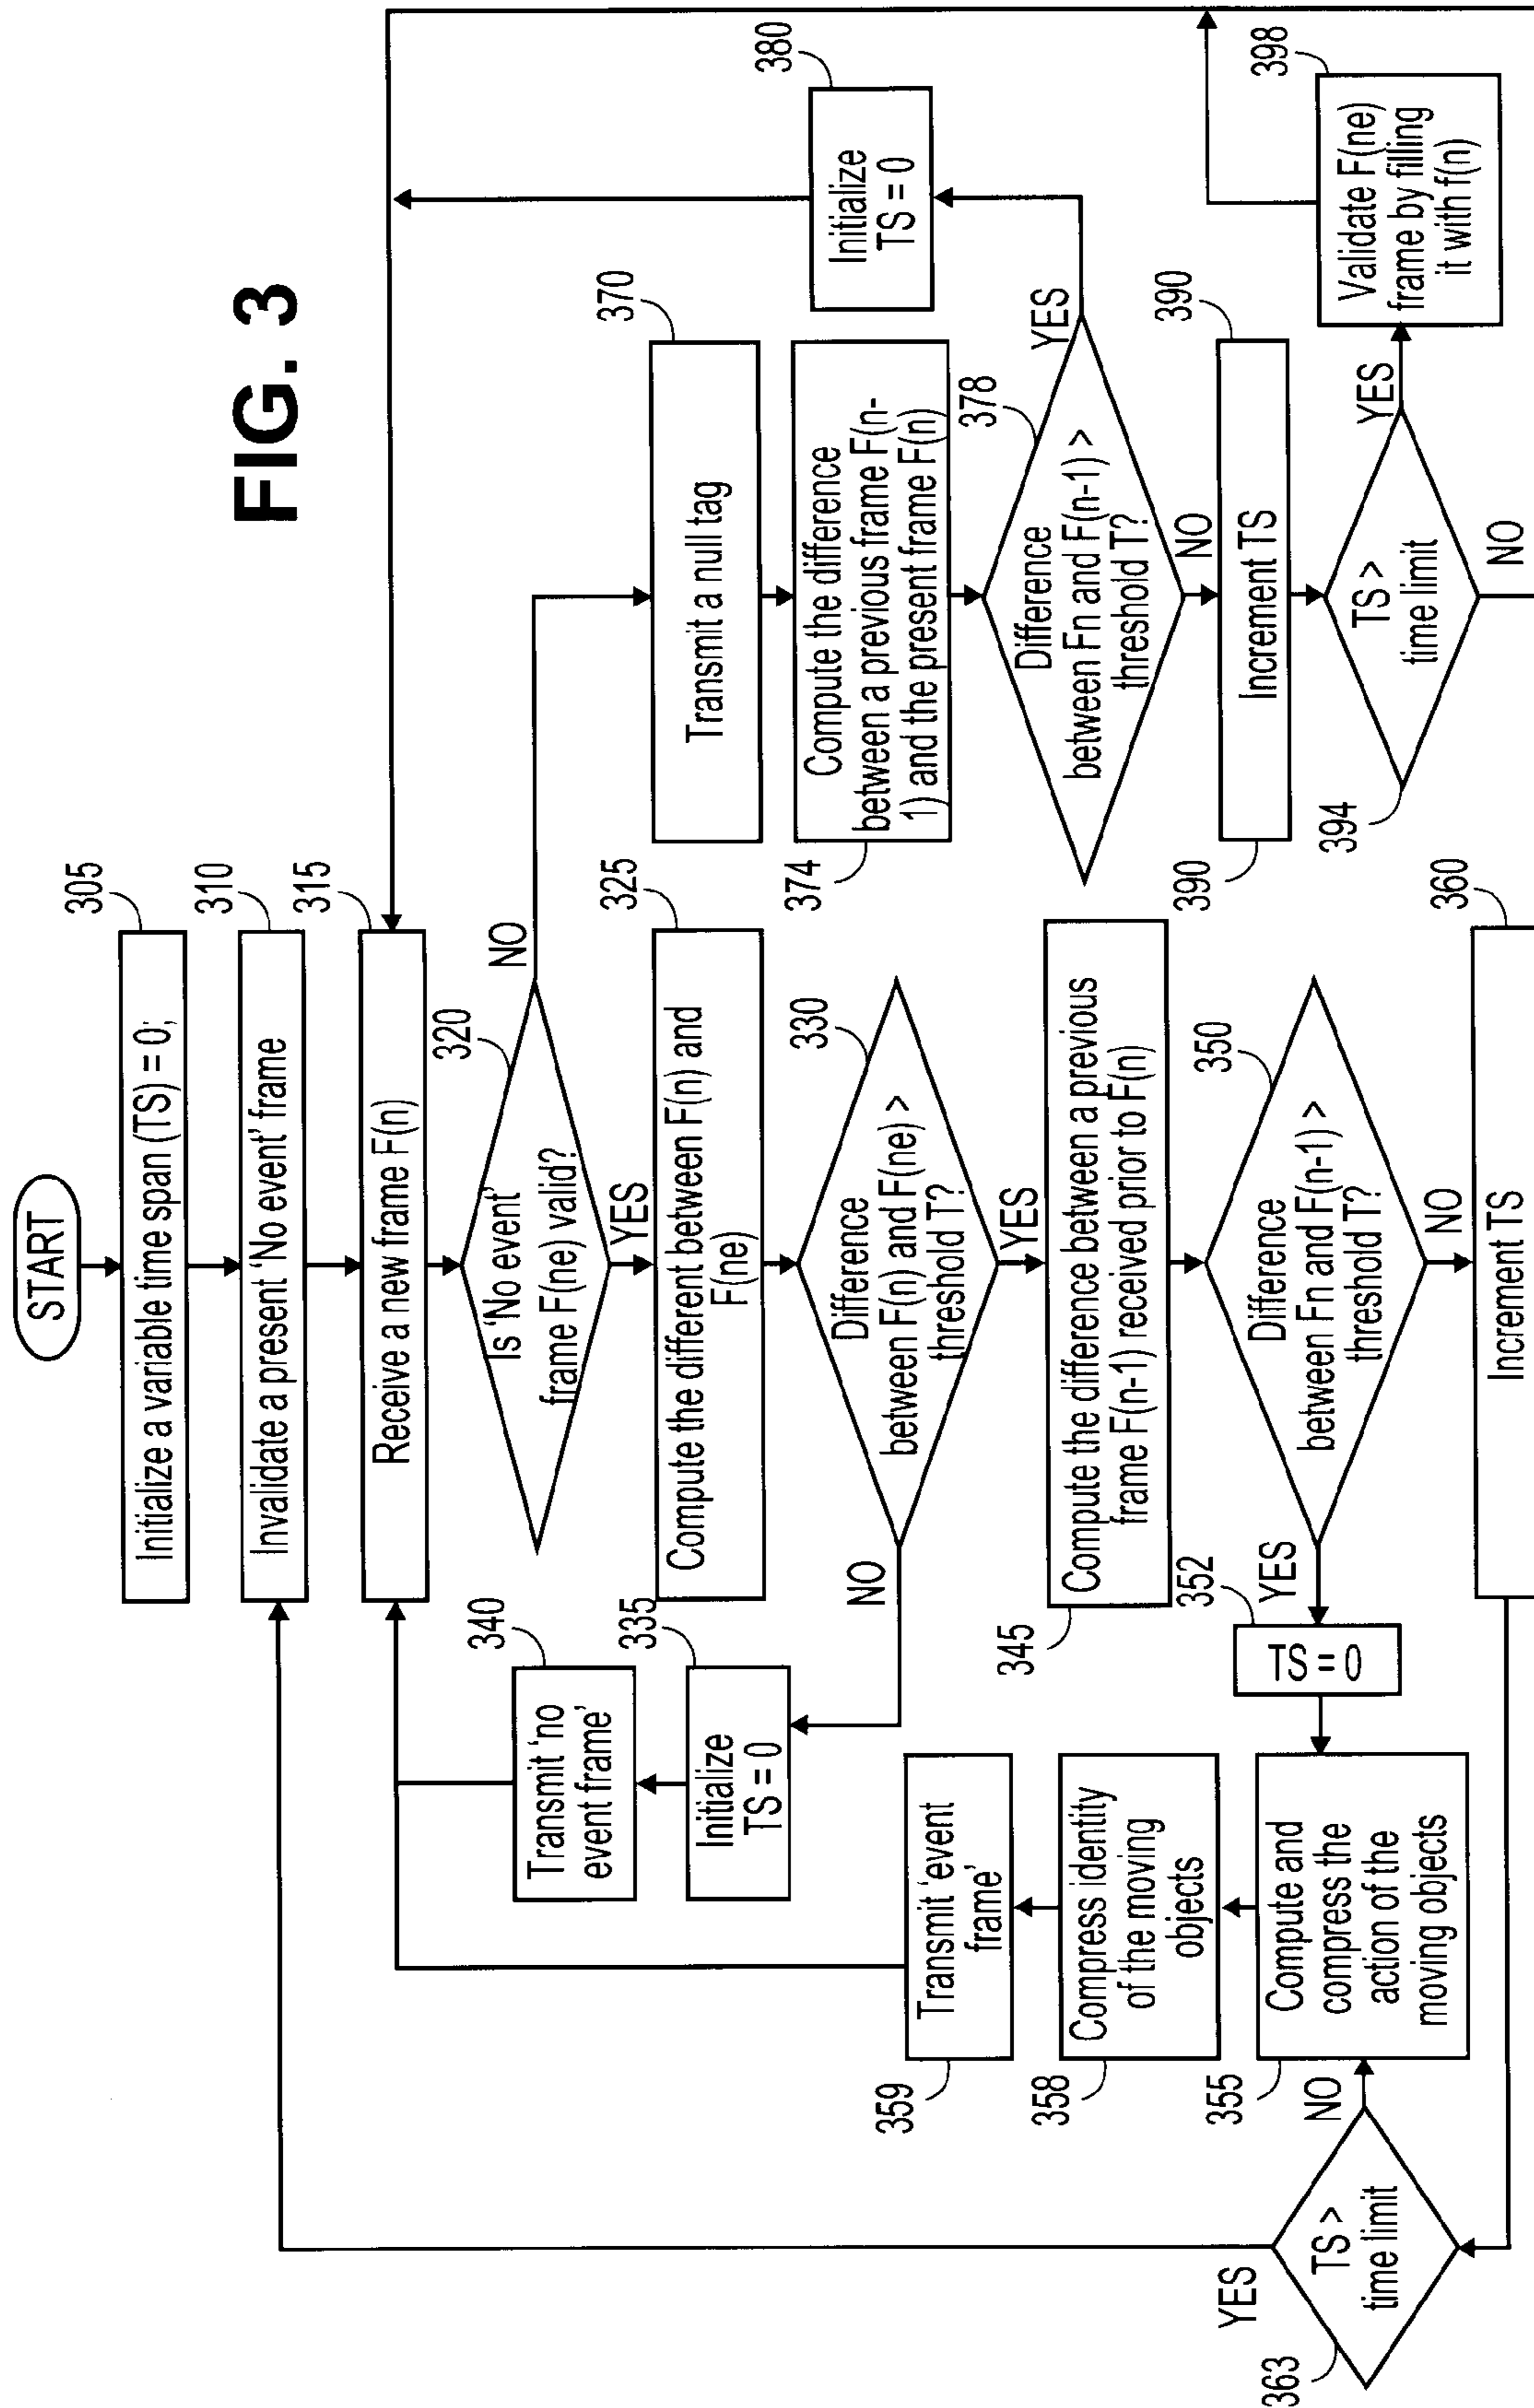 FIG. 3
START
305
Initialize a variable time span (TS) = 0;
310
Invalidate a present 'No event' frame
315
Receive a new frame F(n)
320
Is 'No event'
frame F(ne) valid?
NO
YES
325
Compute the different between F(n) and
F(ne)
330
Difference
between F(n) and F(ne) >
threshold T?
NO
YES
335
Initialize
TS = 0
340
Transmit 'no
event frame'
345
Compute the difference between a previous
frame F(n-1) received prior to F(n)
350
Difference
between Fn and F(n-1) >
threshold T?
YES
NO
352
TS = 0
355
Compute and
compress the
action of the
moving objects
358
Compress identity
of the moving
objects
359
Transmit 'event
frame'
360
Increment TS
363
TS >
time limit
YES
NO
370
Transmit a null tag
374
Compute the difference
between a previous frame F(n-
1) and the present frame F(n)
378
Difference
between Fn and F(n-1) >
threshold T?
YES
NO
380
Initialize
TS = 0
390
390
Increment TS
394
TS >
time limit
YES
NO
398
Validate F(ne)
frame by filling
it with f(n)